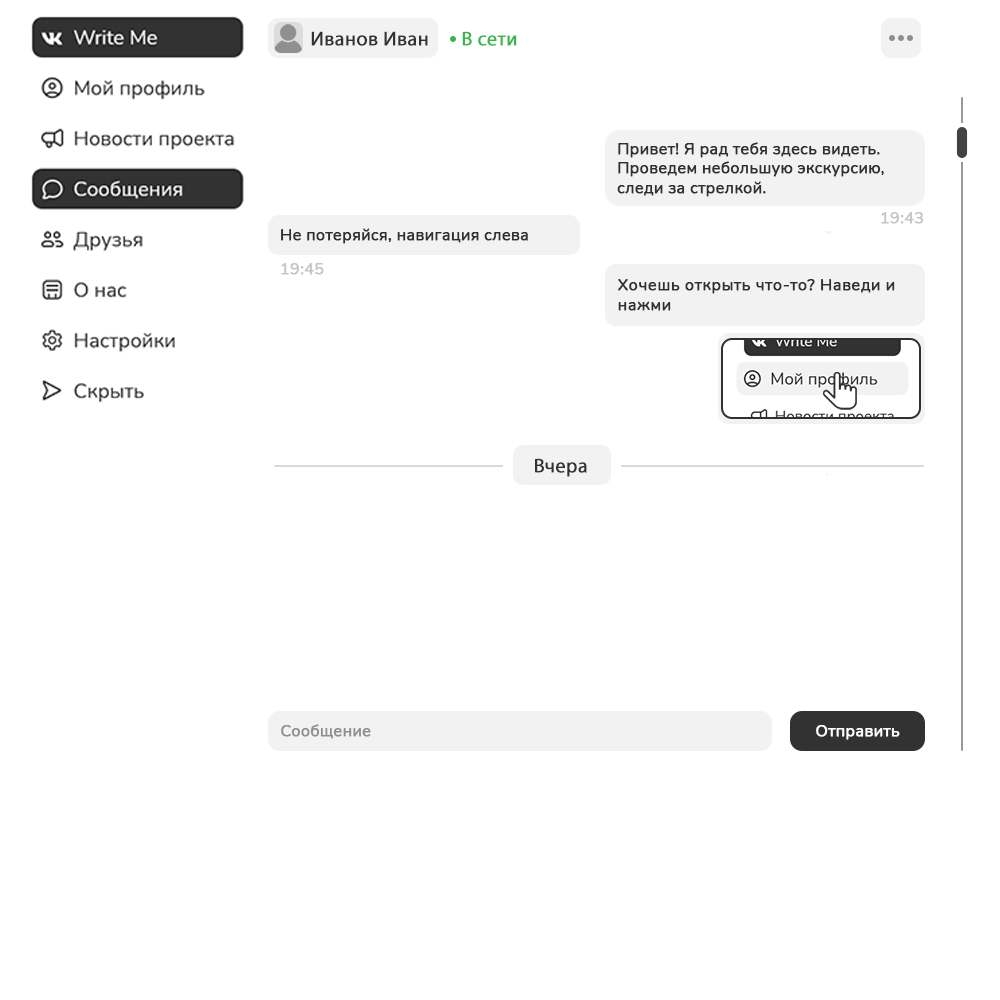 Write Me
Мой профиль
Новости проекта
Сообщения
Друзья
О нас
Настройки
Скрыть
Иванов Иван
• В сети
Привет! Я рад тебя здесь видеть.
Проведем небольшую экскурсию,
следи за стрелкой.
19:43
Не потеряйся, навигация слева
19:45
Хочешь открыть что-то? Наведи и
нажми
Write Me
Мой профиль
Новости проекта
Вчера
Сообщение
Отправить